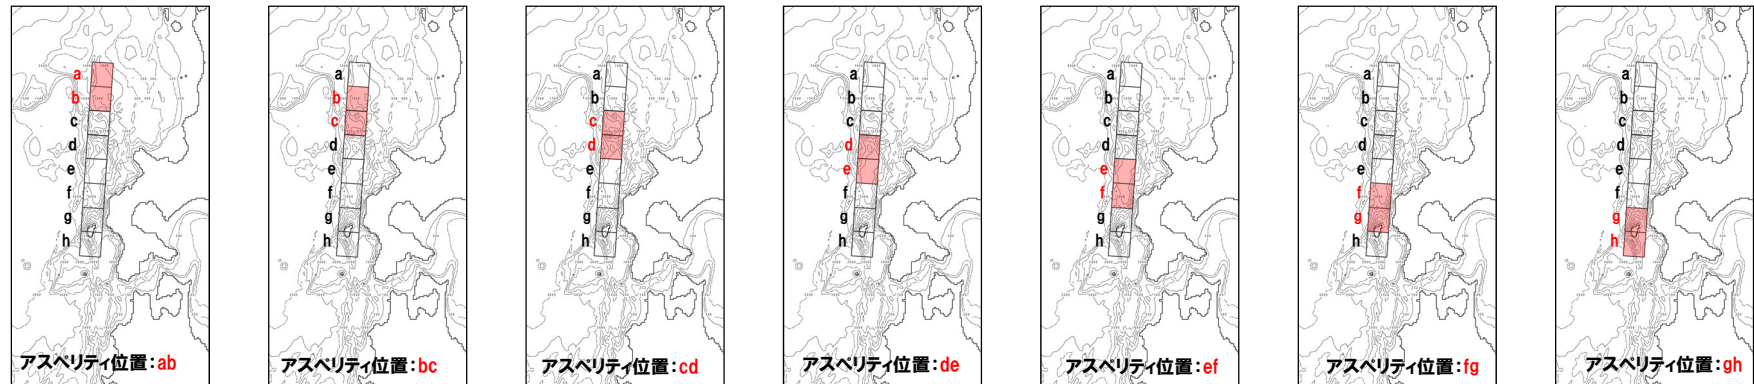 a
b
c
d
e
f
g
h
アスペリティ位置：ab
a
b
c
d
e
f
g
h
アスペリティ位置：bc
a
b
c
d
e
f
g
h
アスペリティ位置：cd
a
b
c
d
e
f
g
h
アスペリティ位置：de
a
b
c
d
e
f
g
h
アスペリティ位置：ef
a
b
c
d
e
f
g
h
アスペリティ位置：fg
a
b
c
d
e
f
g
h
アスペリティ位置：gh